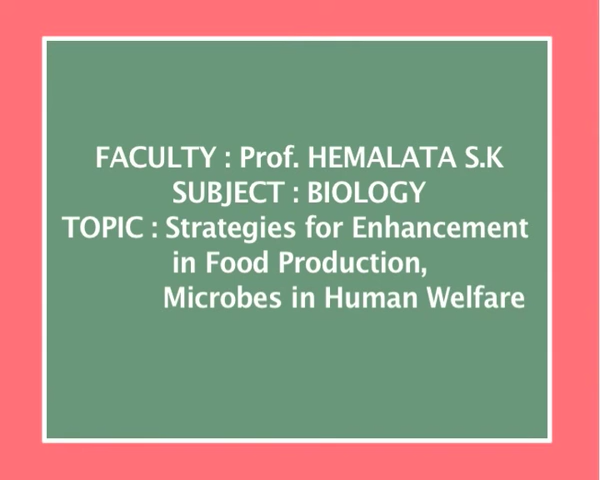 FACULTY : Prof. HEMALATA S.K
SUBJECT : BIOLOGY
TOPIC : Strategies for Enhancement
in Food Production,
Microbes in Human Welfare